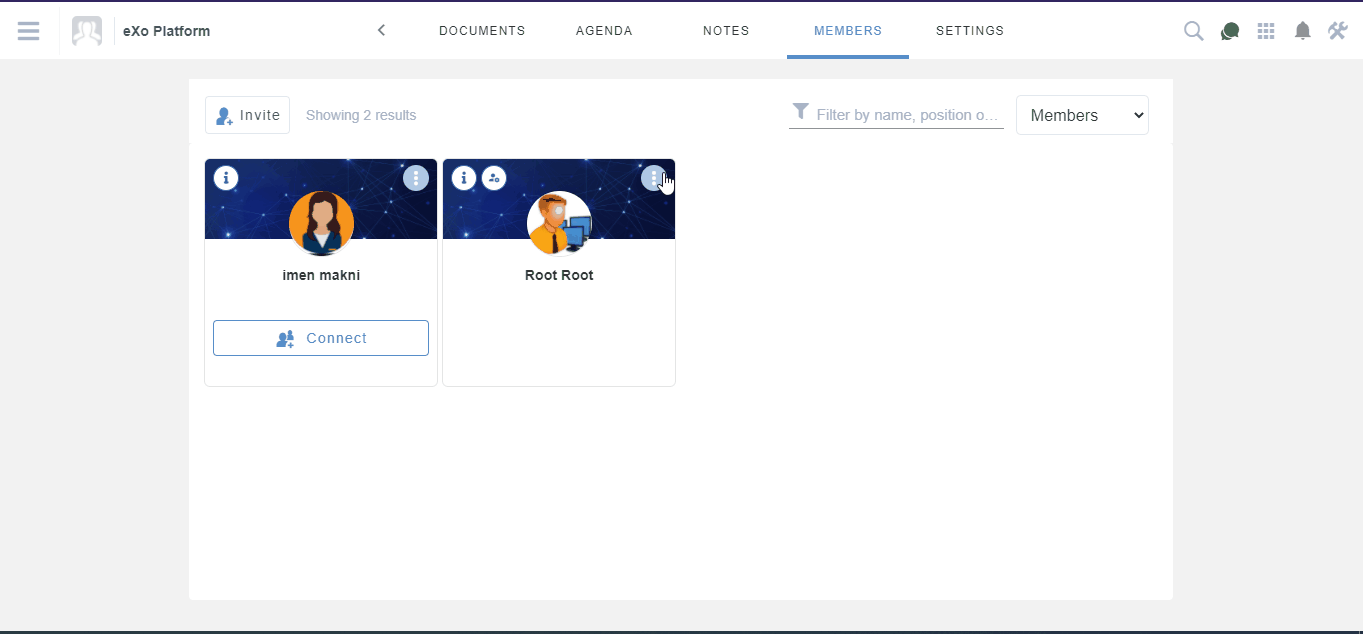 eXo Platform
DOCUMENTS
AGENDA
NOTES
MEMBERS
SETTINGS
Invite
Showing 2 results
Filter by name, position o...
Members
imen makni
Root Root
Connect